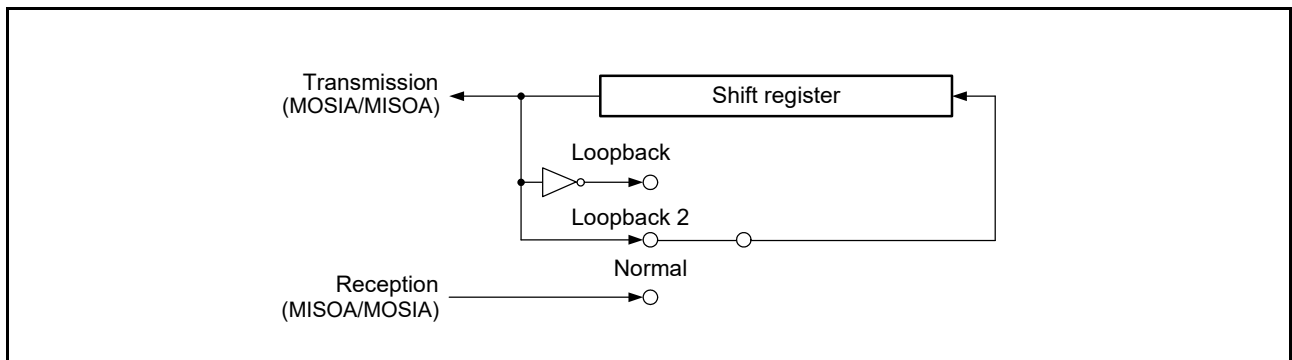 Transmission
(MOSIA/MISOA)
Shift register
Loopback
Loopback 2
Normal
Reception
(MISOA/MOSIA)